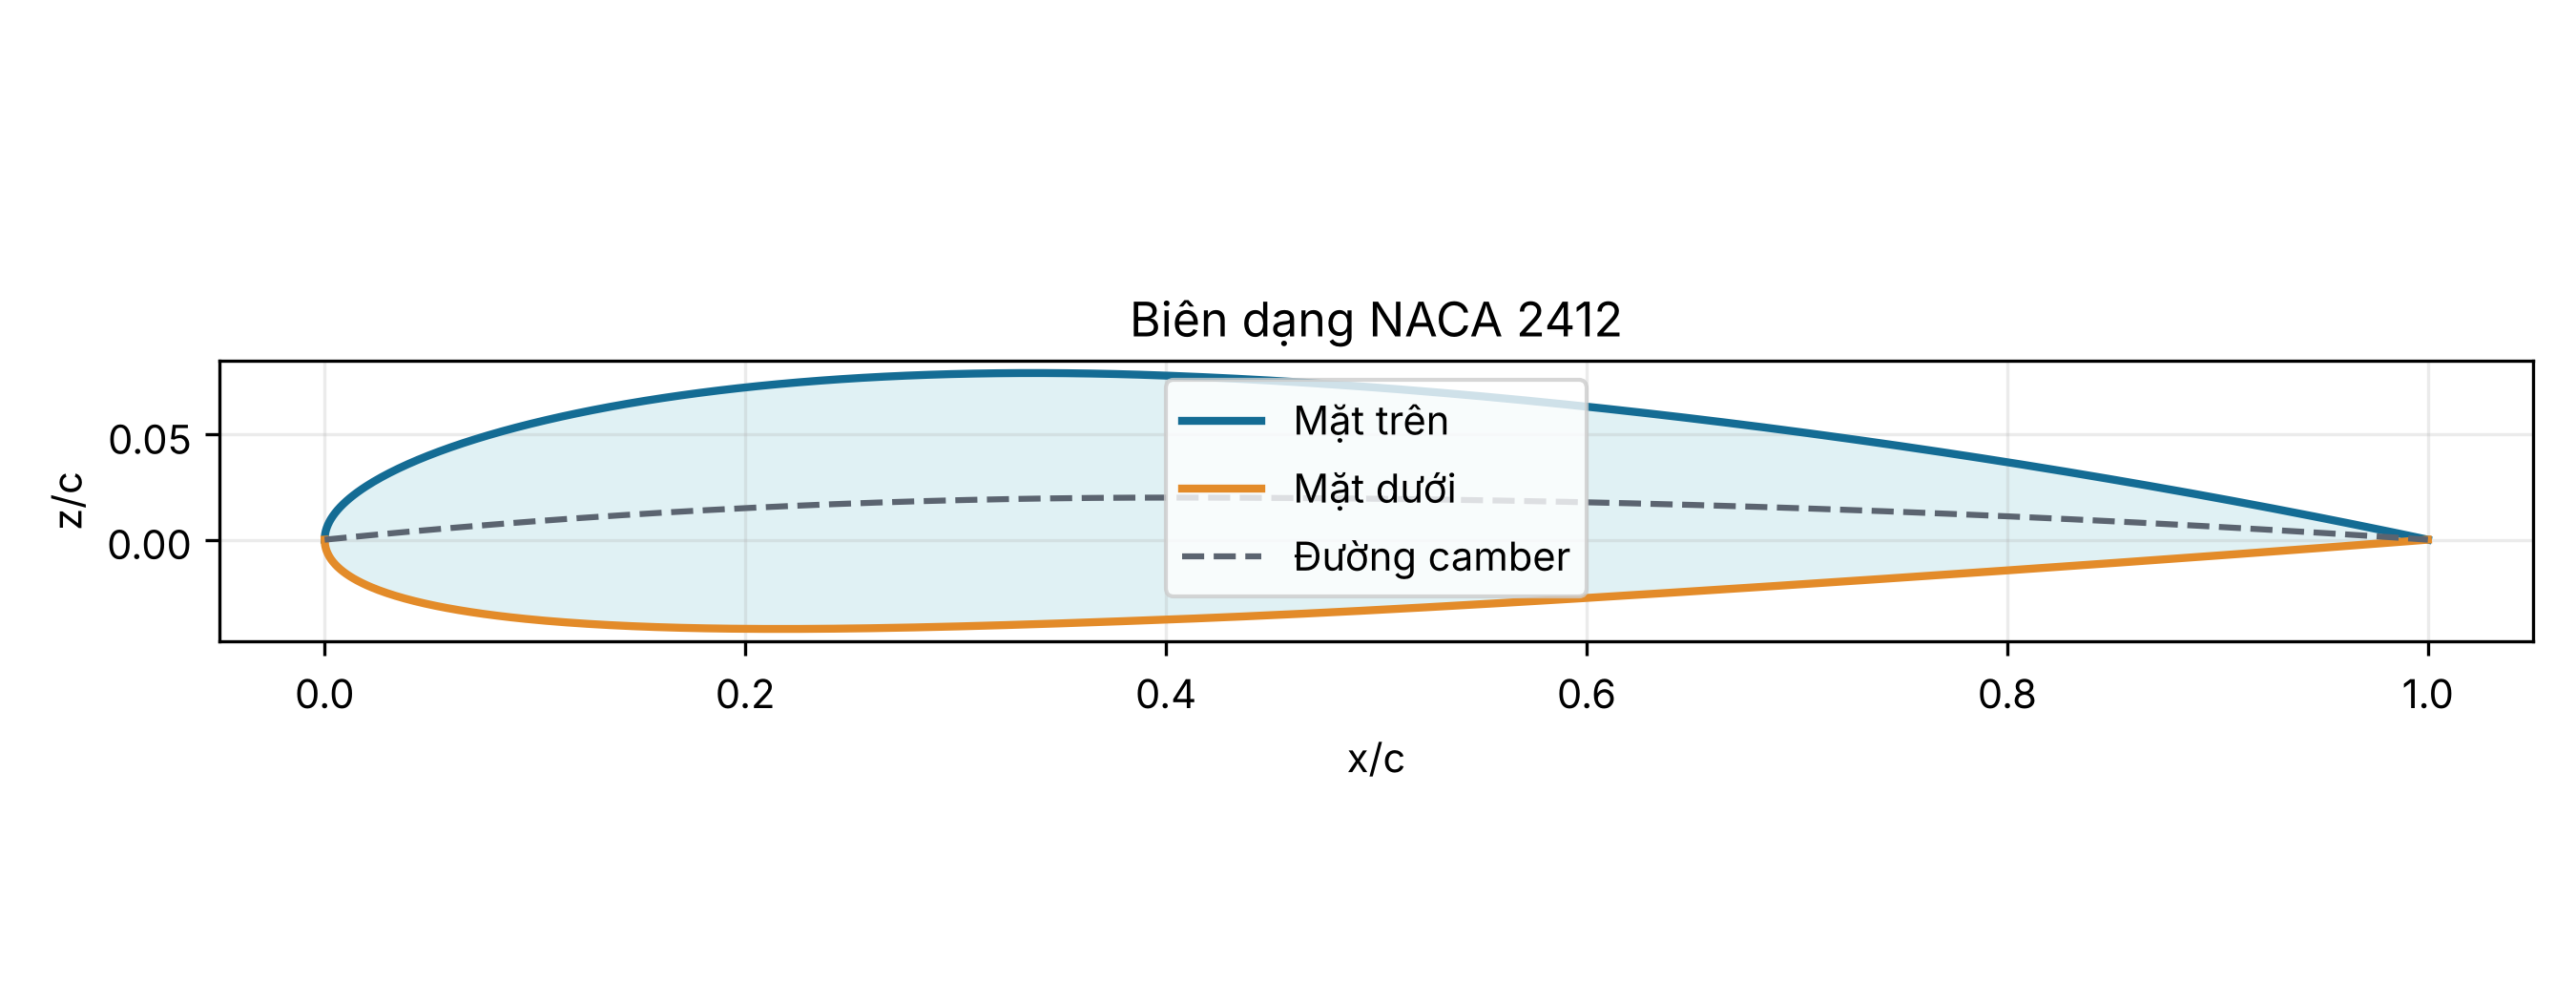 Biên dạng NACA 2412
z/c
0.05
0.00
Mặt trên
Mặt dưới
Đường camber
0.0 0.2 0.4 0.6 0.8 1.0
x/c